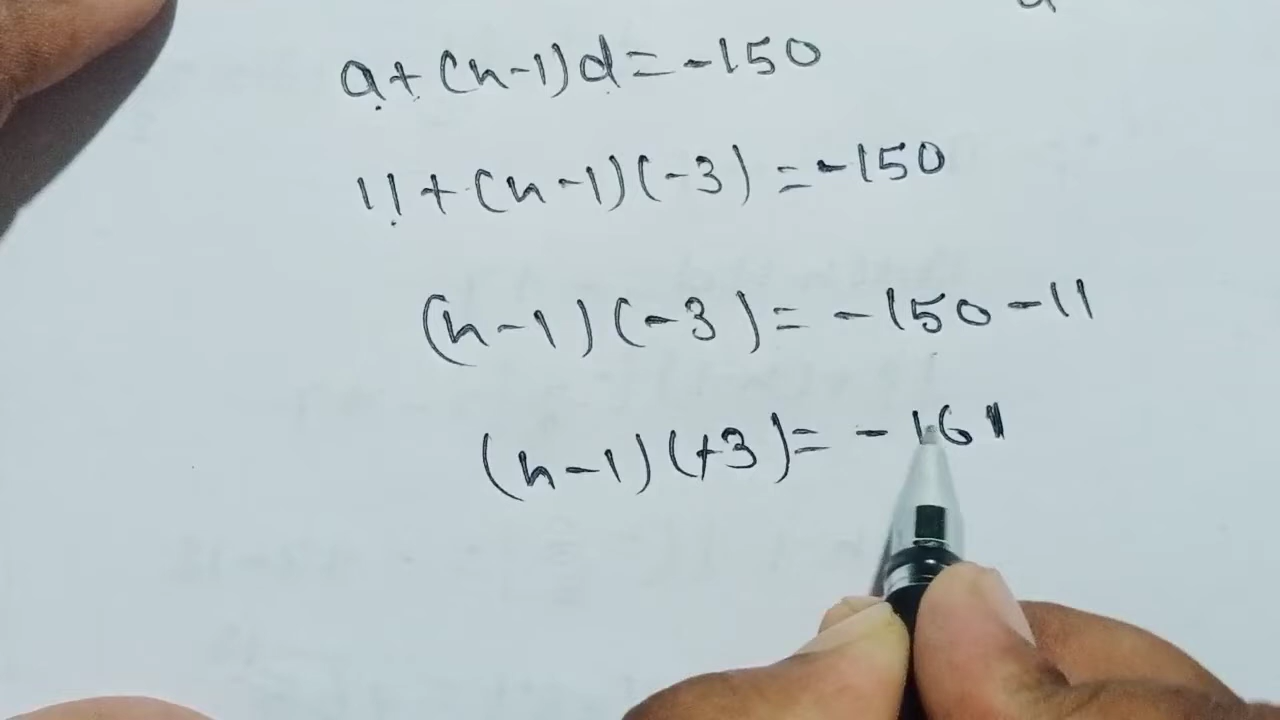 a+(n-1)d=-150
11+(n-1)(-3)=-150
(n-1)(-3)=-150-11
(n-1)(+3)=-161